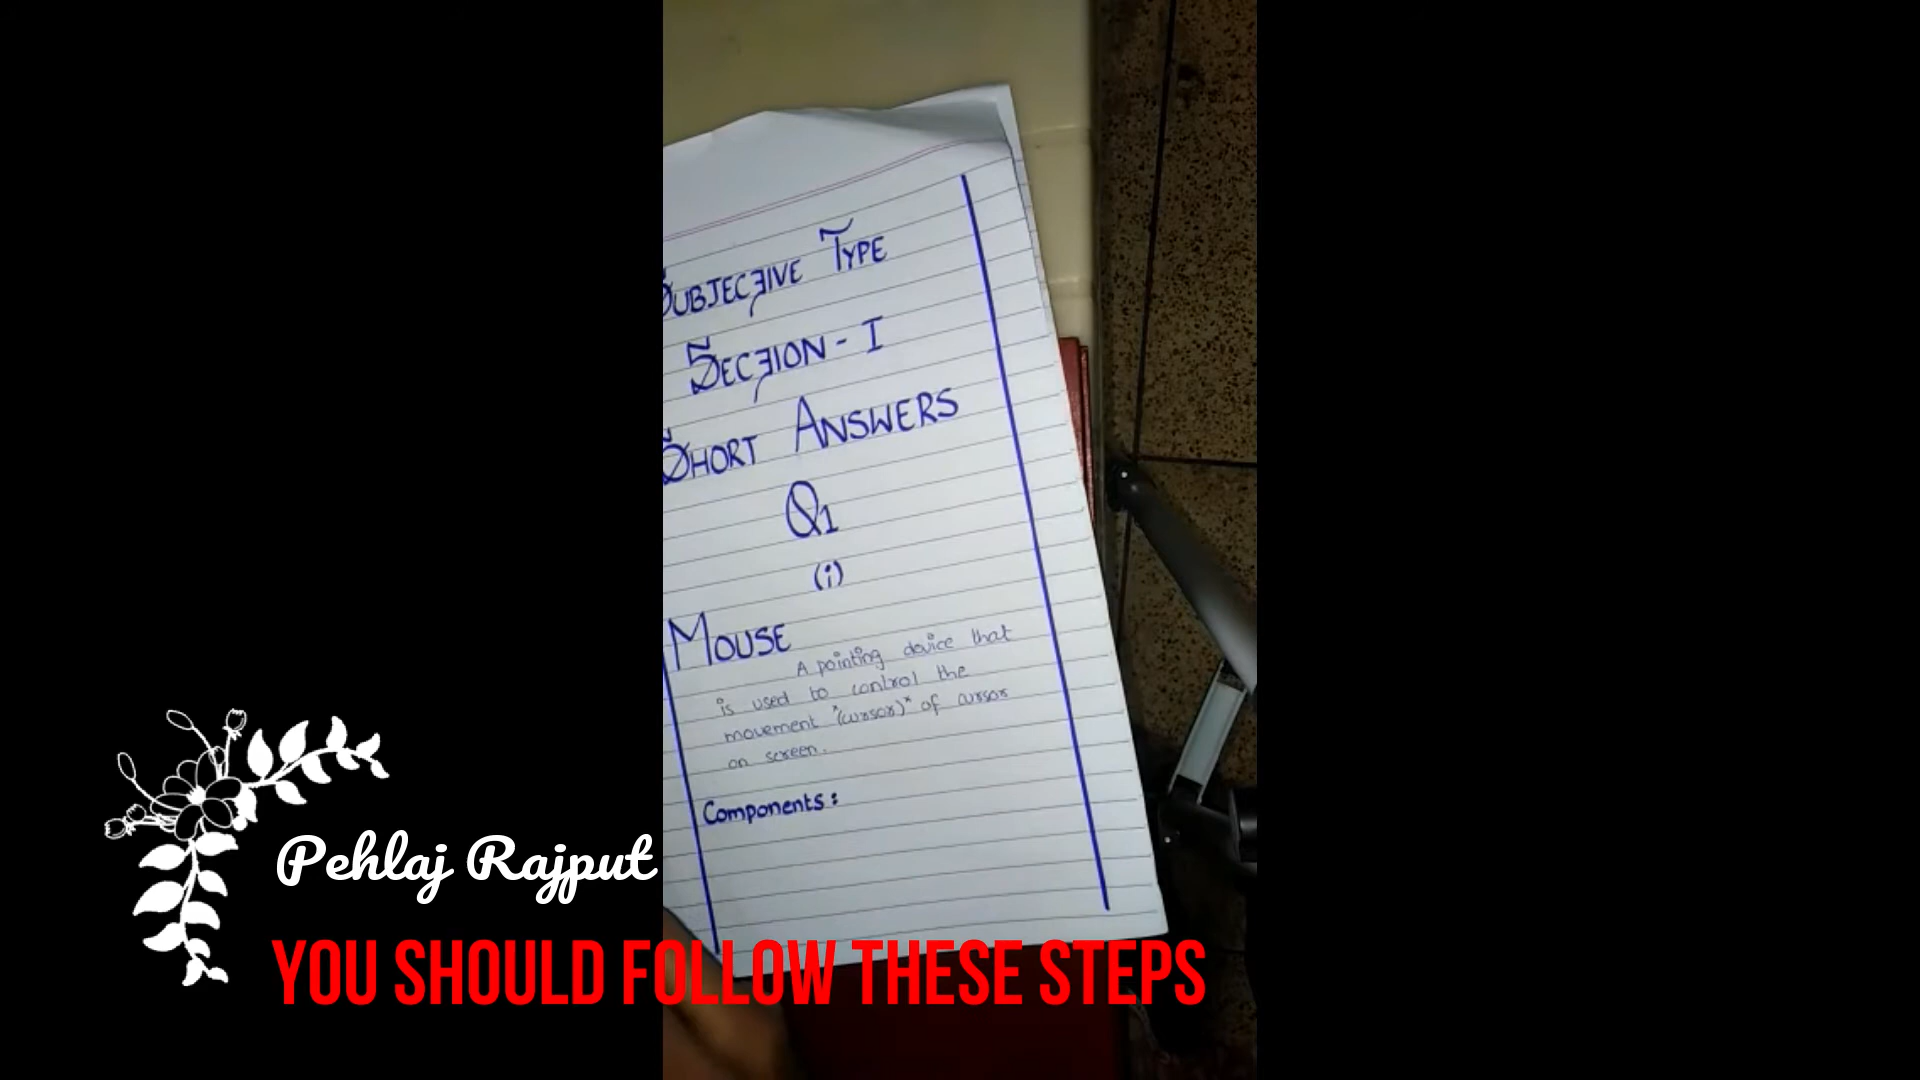 SUBJECTIVE TYPE
SECTION - I
SHORT ANSWERS
Q1
(i)
MOUSE
A pointing device that
is used to control the
movement "(cursor)" of cursor
on screen.
Components:
Pehlaj Rajput
YOU SHOULD FOLLOW THESE STEPS